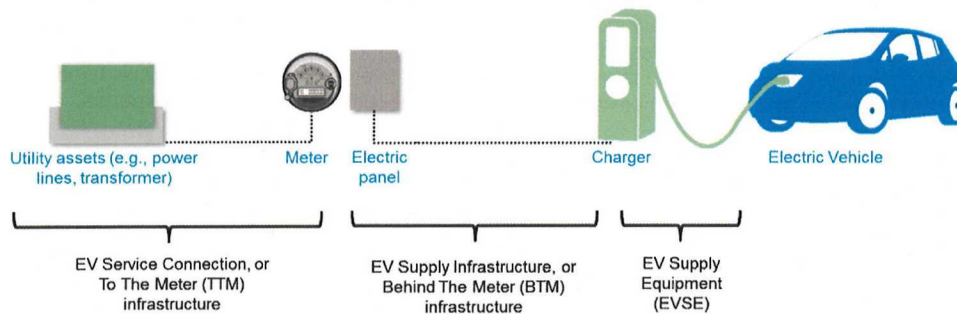 Utility assets (e.g., power
lines, transformer)
Meter
Electric
panel
Charger
Electric Vehicle
EV Service Connection, or
To The Meter (TTM)
infrastructure
EV Supply Infrastructure, or
Behind The Meter (BTM)
infrastructure
EV Supply
Equipment
(EVSE)